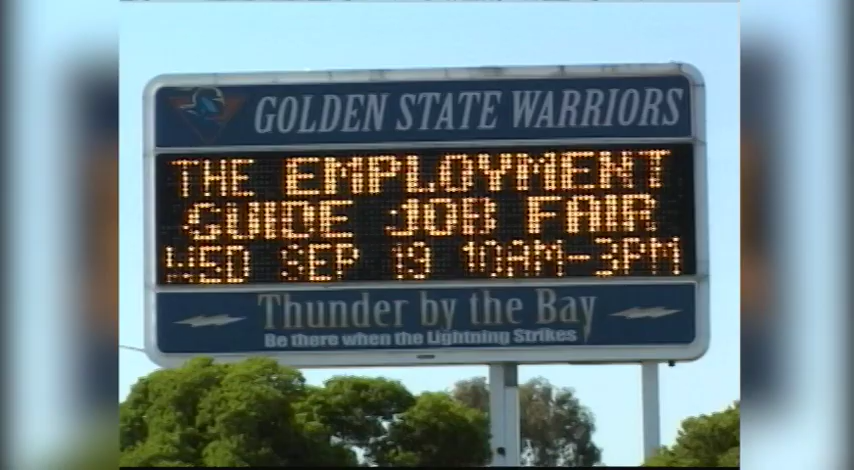 GOLDEN STATE WARRIORS
THE EMPLOYMENT
GUIDE JOB FAIR
WED SEP 19 10AM-3PM
Thunder by the Bay
Be there when the Lightning Strikes